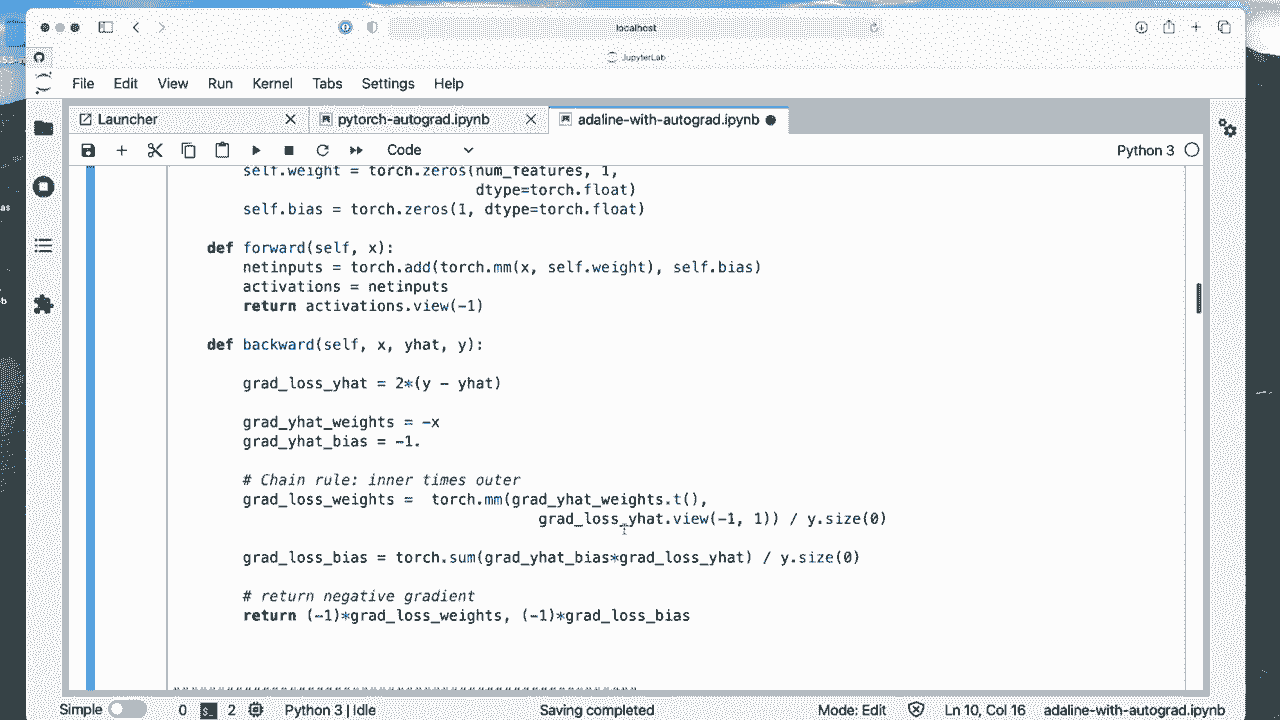 localhost
JupyterLab
File Edit View Run Kernel Tabs Settings Help
Launcher pytorch-autograd.ipynb adaline-with-autograd.ipynb
Code Python 3
self.weight = torch.zeros(num_features, 1,
dtype=torch.float)
self.bias = torch.zeros(1, dtype=torch.float)
def forward(self, x):
netinputs = torch.add(torch.mm(x, self.weight), self.bias)
activations = netinputs
return activations.view(-1)
def backward(self, x, yhat, y):
grad_loss_yhat = 2*(y - yhat)
grad_yhat_weights = -x
grad_yhat_bias = -1.
# Chain rule: inner times outer
grad_loss_weights =  torch.mm(grad_yhat_weights.t(),
grad_loss_yhat.view(-1, 1)) / y.size(0)
grad_loss_bias = torch.sum(grad_yhat_bias*grad_loss_yhat) / y.size(0)
# return negative gradient
return (-1)*grad_loss_weights, (-1)*grad_loss_bias
Simple 0 $_ 2 Python 3 | Idle Saving completed Mode: Edit Ln 10, Col 16 adaline-with-autograd.ipynb